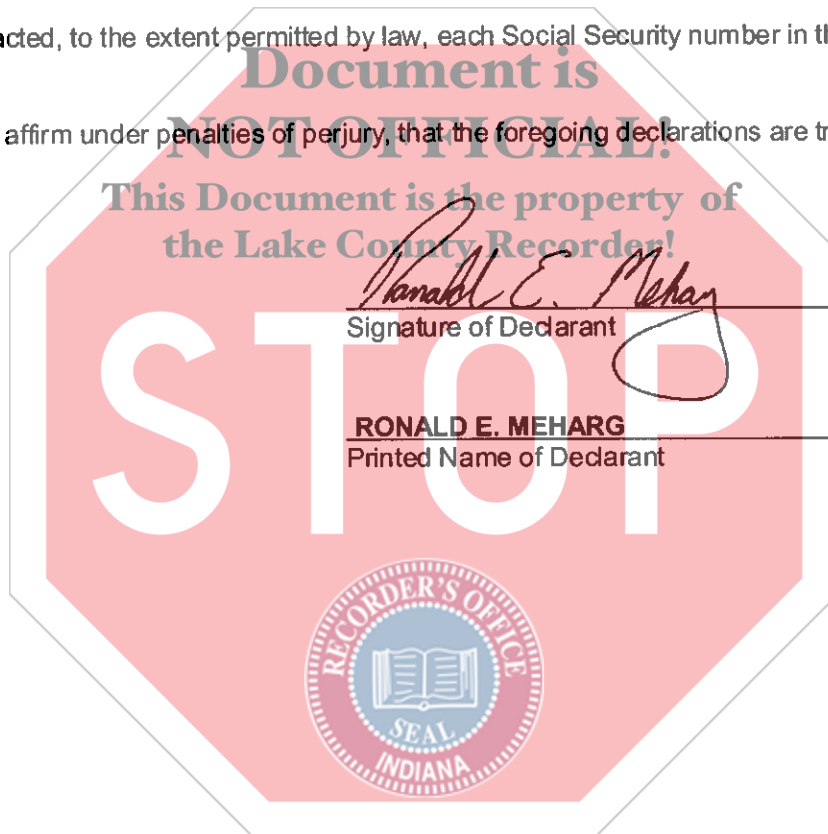 acted, to the extent permitted by law, each Social Security number in th
Document is
affirm under penalties of perjury, that the foregoing declarations are tr
NOT OFFICIAL!
This Document is the property of
the Lake County Recorder!
Ronald E. Meharg
Signature of Declarant
STOP
RONALD E. MEHARG
Printed Name of Declarant
RECORDER'S OFFICE
SEAL
INDIANA